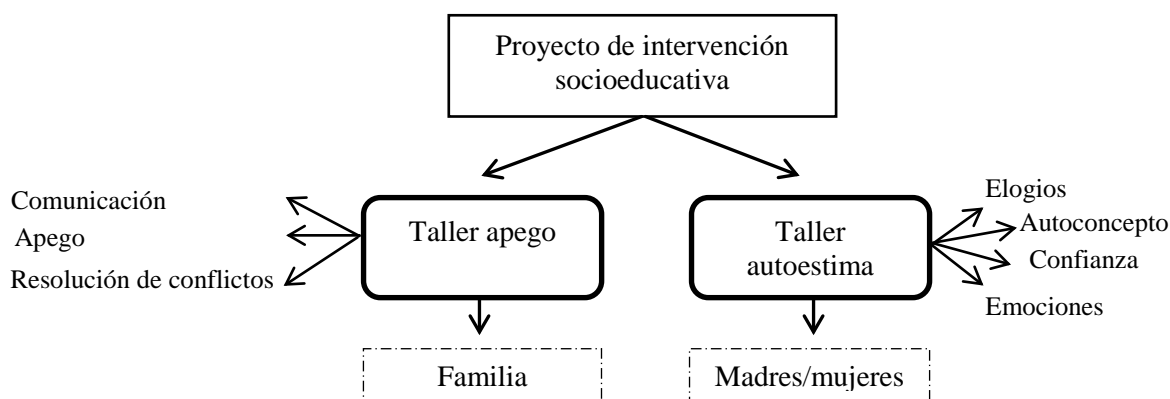 Proyecto de intervención
socioeducativa
Comunicación
Apego
Resolución de conflictos
Taller apego
Taller
autoestima
Elogios
Autoconcepto
Confianza
Emociones
Familia
Madres/mujeres